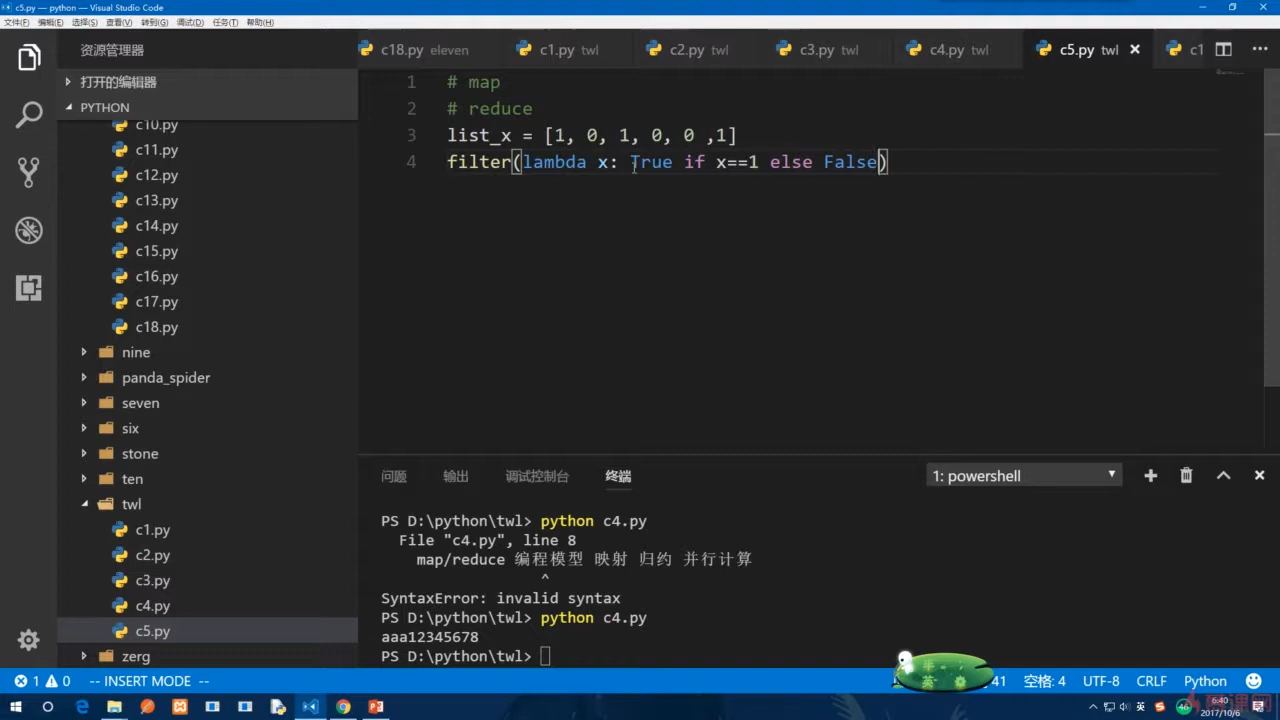 c5.py — python — Visual Studio Code
文件(F) 编辑(E) 选择(S) 查看(V) 转到(G) 调试(D) 任务(T) 帮助(H)
资源管理器
c18.py eleven
c1.py twl
c2.py twl
c3.py twl
c4.py twl
c5.py twl
c1
打开的编辑器
PYTHON
c10.py
c11.py
c12.py
c13.py
c14.py
c15.py
c16.py
c17.py
c18.py
nine
panda_spider
seven
six
stone
ten
twl
c1.py
c2.py
c3.py
c4.py
c5.py
zerg
1 # map
2 # reduce
3 list_x = [1, 0, 1, 0, 0 ,1]
4 filter(lambda x: True if x==1 else False)
问题 输出 调试控制台 终端
1: powershell
PS D:\python\twl> python c4.py
File "c4.py", line 8
map/reduce 编程模型 映射 归约 并行计算
^
SyntaxError: invalid syntax
PS D:\python\twl> python c4.py
aaa12345678
PS D:\python\twl>
1 0 -- INSERT MODE --
41 空格: 4 UTF-8 CRLF Python
半
英
英
46
6:40
2017/10/6
慕课网